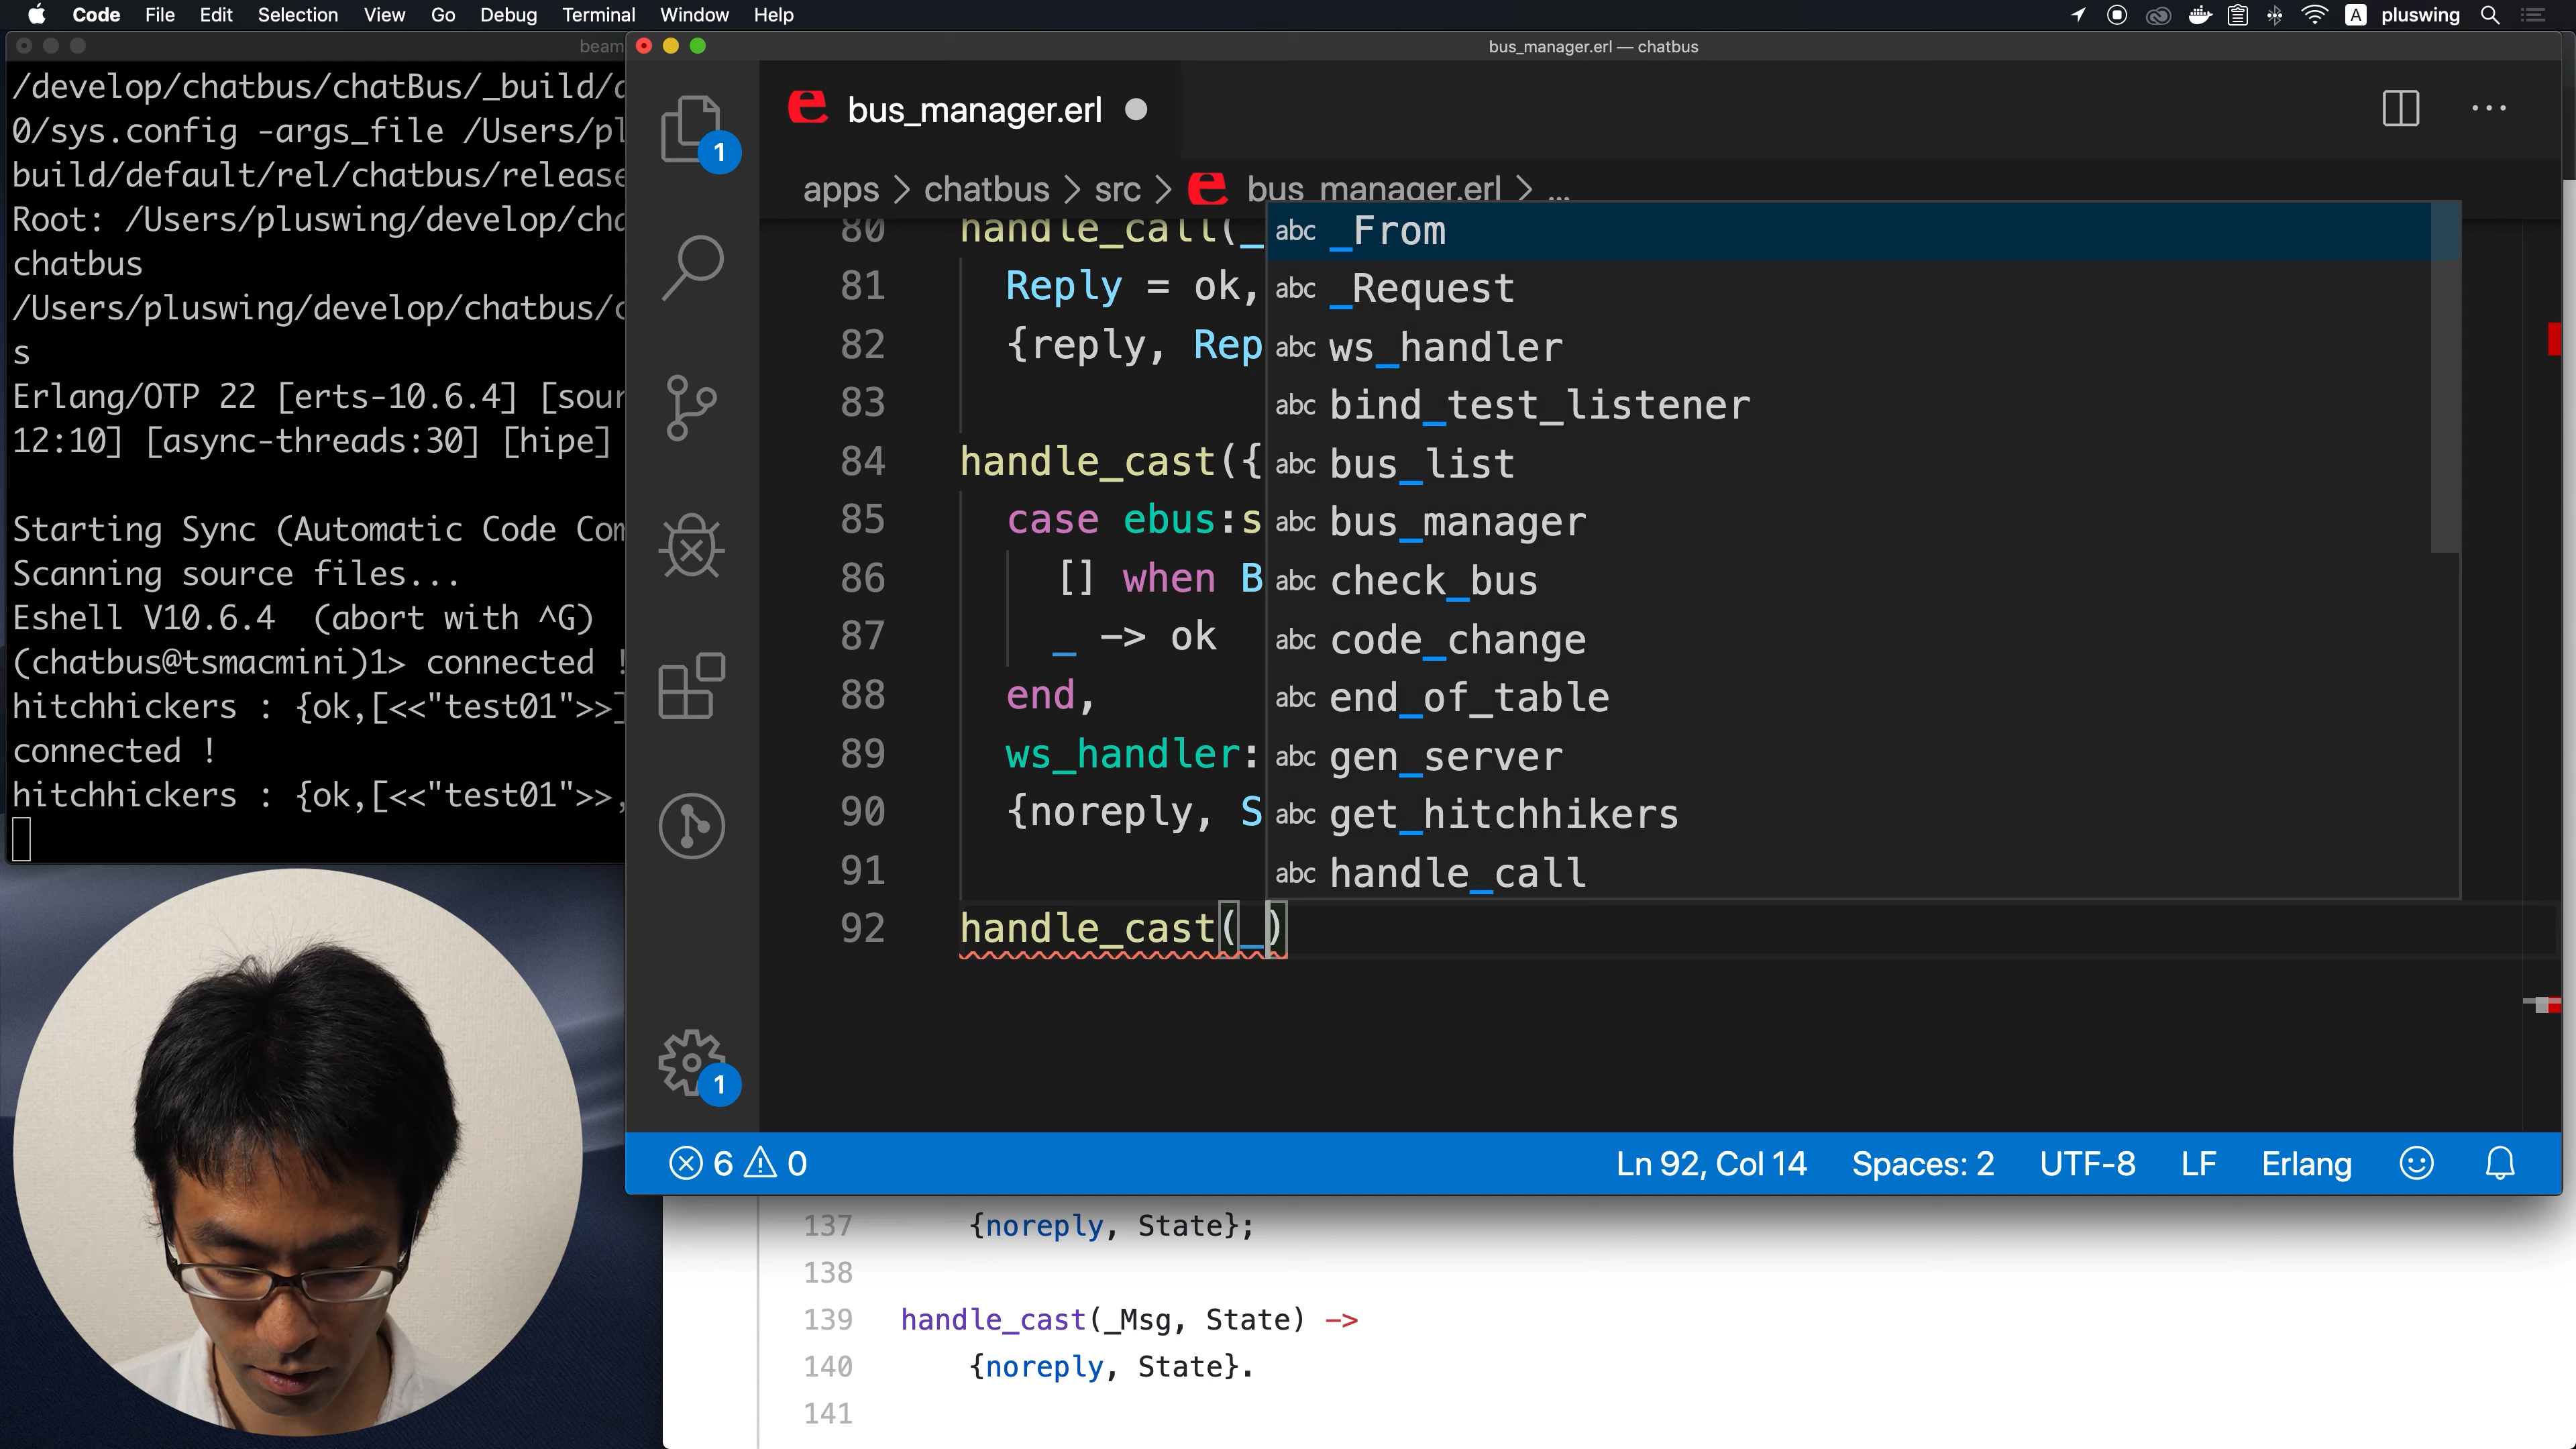 Code File Edit Selection View Go Debug Terminal Window Help
A pluswing
beam
/develop/chatbus/chatBus/_build/
0/sys.config -args_file /Users/pl
build/default/rel/chatbus/release
Root: /Users/pluswing/develop/cha
chatbus
/Users/pluswing/develop/chatbus/c
s
Erlang/OTP 22 [erts-10.6.4] [sour
12:10] [async-threads:30] [hipe]
Starting Sync (Automatic Code Com
Scanning source files...
Eshell V10.6.4 (abort with ^G)
(chatbus@tsmacmini)1> connected !
hitchhickers : {ok,[<<"test01">>]
connected !
hitchhickers : {ok,[<<"test01">>,
bus_manager.erl — chatbus
e bus_manager.erl
1
apps > chatbus > src > e bus_manager.erl > ...
80 handle_call(_
81 Reply = ok,
82 {reply, Rep
83
84 handle_cast({
85 case ebus:s
86 [] when B
87 _ -> ok
88 end,
89 ws_handler:
90 {noreply, S
91
92 handle_cast(_)
abc _From
abc _Request
abc ws_handler
abc bind_test_listener
abc bus_list
abc bus_manager
abc check_bus
abc code_change
abc end_of_table
abc gen_server
abc get_hitchhikers
abc handle_call
1
6 0 Ln 92, Col 14 Spaces: 2 UTF-8 LF Erlang
137 {noreply, State};
138
139 handle_cast(_Msg, State) ->
140 {noreply, State}.
141